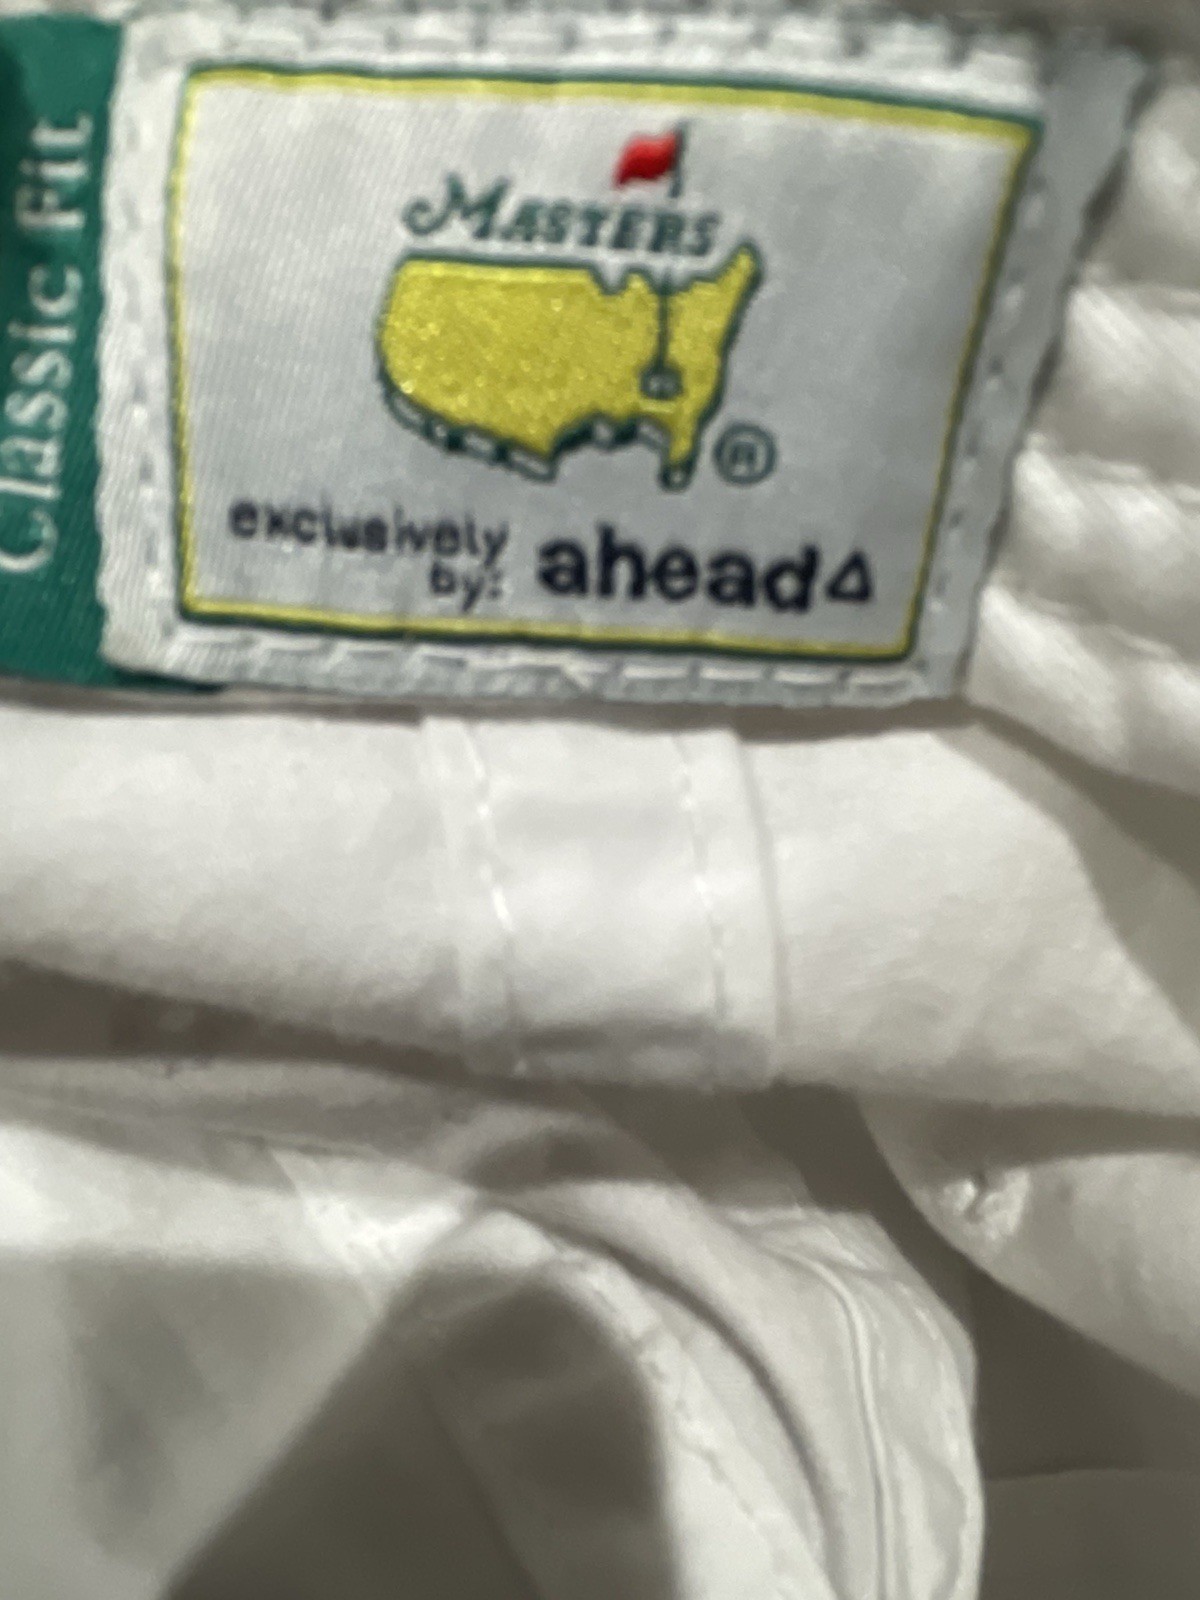 Classic Fit
MASTERS
®
exclusively
by: ahead